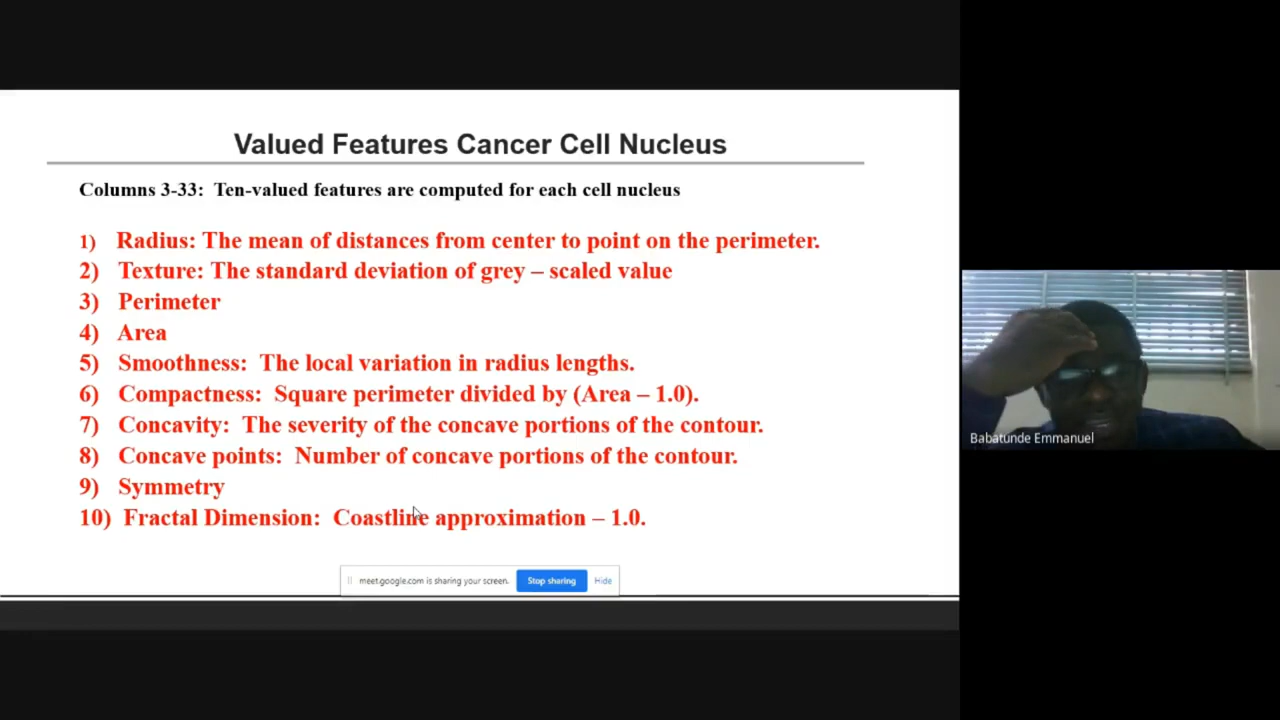 Valued Features Cancer Cell Nucleus
Columns 3-33: Ten-valued features are computed for each cell nucleus
1) Radius: The mean of distances from center to point on the perimeter.
2) Texture: The standard deviation of grey – scaled value
3) Perimeter
4) Area
5) Smoothness: The local variation in radius lengths.
6) Compactness: Square perimeter divided by (Area – 1.0).
7) Concavity: The severity of the concave portions of the contour.
8) Concave points: Number of concave portions of the contour.
9) Symmetry
10) Fractal Dimension: Coastline approximation – 1.0.
meet.google.com is sharing your screen. Stop sharing Hide
Babatunde Emmanuel